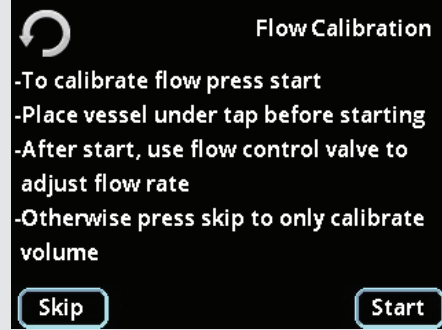 Flow Calibration
-To calibrate flow press start
-Place vessel under tap before starting
-After start, use flow control valve to
adjust flow rate
-Otherwise press skip to only calibrate
volume
Skip
Start